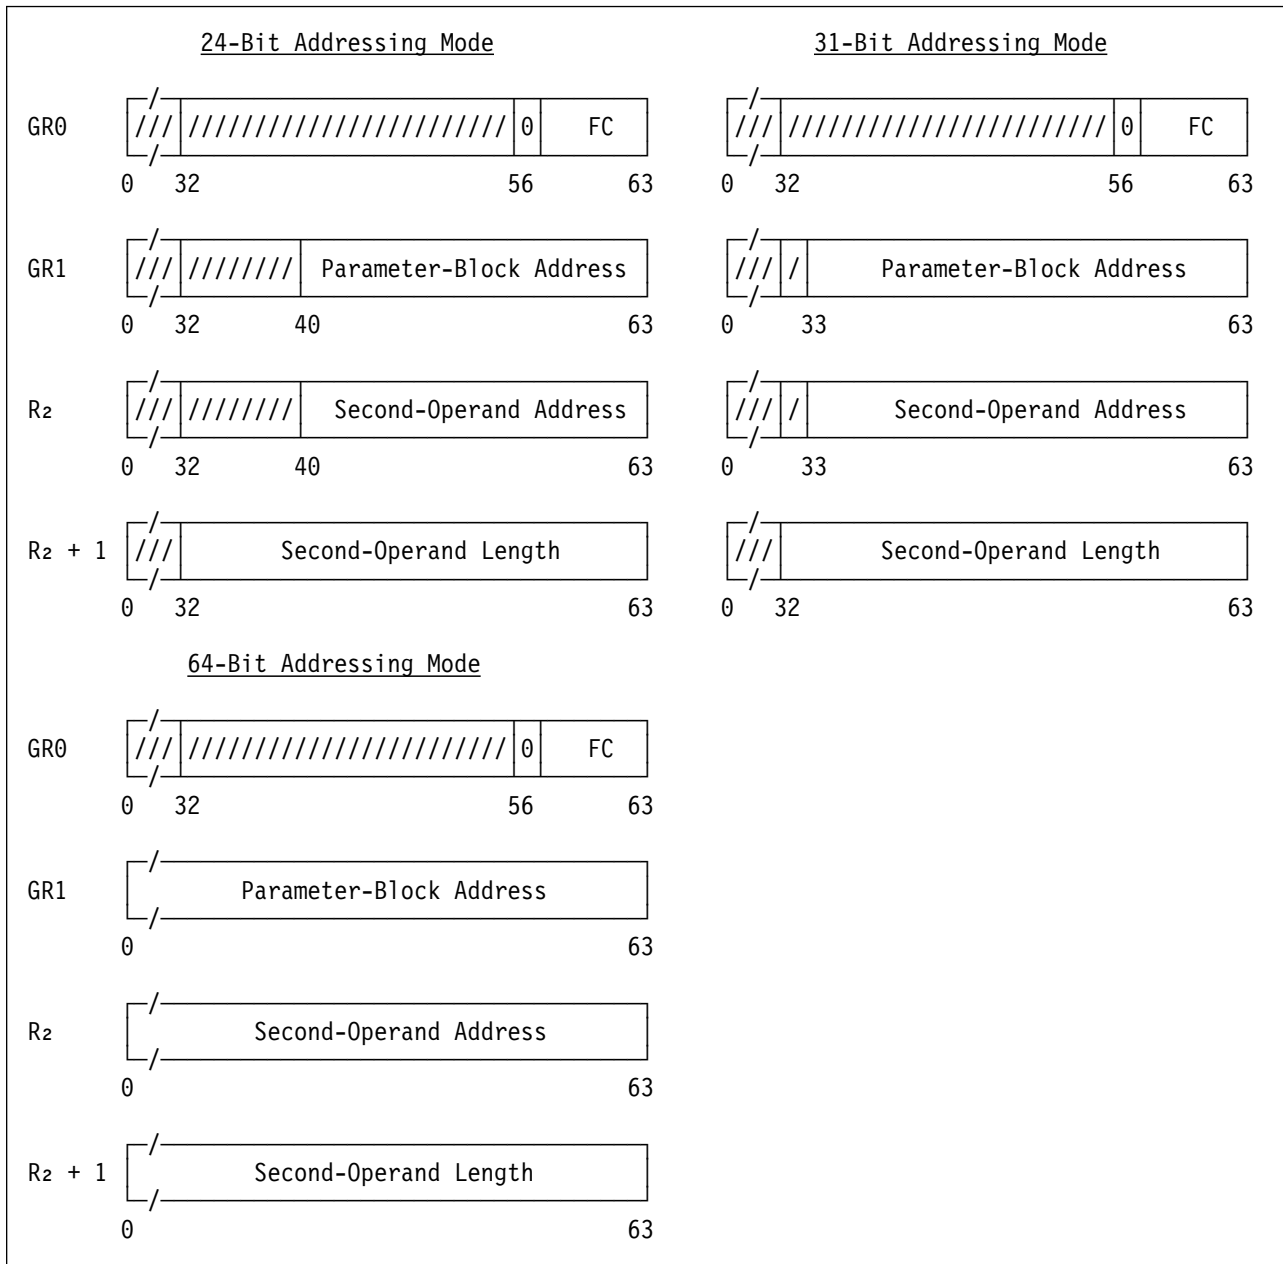 24-Bit Addressing Mode 31-Bit Addressing Mode
GR0 /// //////////////////////// 0 FC /// //////////////////////// 0 FC
0 32 56 63 0 32 56 63
GR1 /// //////// Parameter-Block Address /// / Parameter-Block Address
0 32 40 63 0 33 63
R₂ /// //////// Second-Operand Address /// / Second-Operand Address
0 32 40 63 0 33 63
R₂ + 1 /// Second-Operand Length /// Second-Operand Length
0 32 63 0 32 63
64-Bit Addressing Mode
GR0 /// //////////////////////// 0 FC
0 32 56 63
GR1 Parameter-Block Address
0 63
R₂ Second-Operand Address
0 63
R₂ + 1 Second-Operand Length
0 63